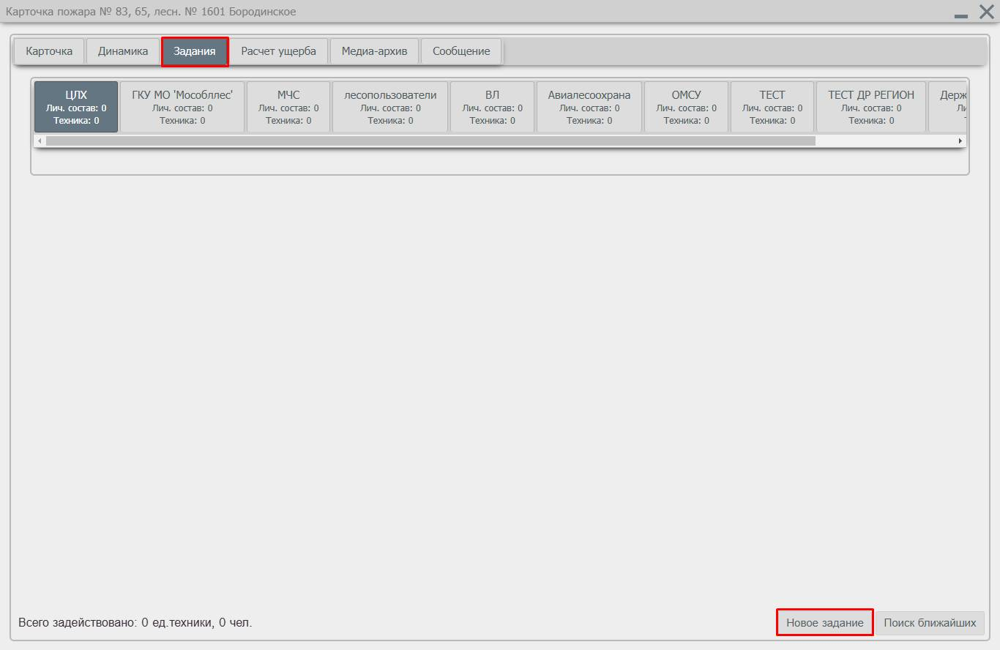 Карточка пожара № 83, 65, лесн. № 1601 Бородинское
Карточка Динамика Задания Расчет ущерба Медиа-архив Сообщение
ЦЛХ ГКУ МО 'Мособллес' МЧС лесопользователи ВЛ Авиалесоохрана ОМСУ ТЕСТ ТЕСТ ДР РЕГИОН Держ
Лич. состав: 0 Лич. состав: 0 Лич. состав: 0 Лич. состав: 0 Лич. состав: 0 Лич. состав: 0 Лич. состав: 0 Лич. состав: 0 Лич. состав: 0
Техника: 0 Техника: 0 Техника: 0 Техника: 0 Техника: 0 Техника: 0 Техника: 0 Техника: 0 Техника: 0
Всего задействовано: 0 ед.техники, 0 чел. Новое задание Поиск ближайших